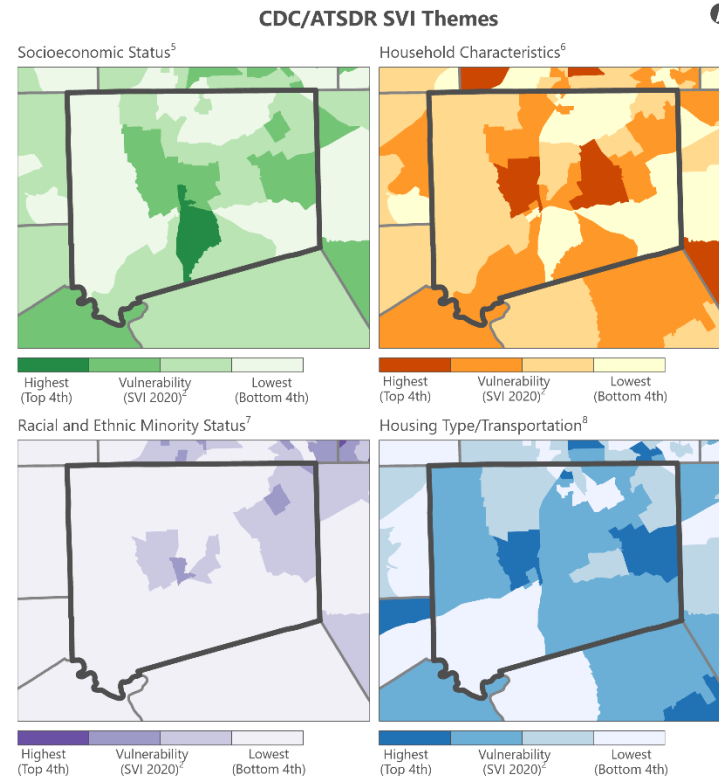 CDC/ATSDR SVI Themes
Socioeconomic Status⁵
Household Characteristics⁶
Highest
(Top 4th)
Vulnerability
(SVI 2020)²
Lowest
(Bottom 4th)
Highest
(Top 4th)
Vulnerability
(SVI 2020)²
Lowest
(Bottom 4th)
Racial and Ethnic Minority Status⁷
Housing Type/Transportation⁸
Highest
(Top 4th)
Vulnerability
(SVI 2020)²
Lowest
(Bottom 4th)
Highest
(Top 4th)
Vulnerability
(SVI 2020)²
Lowest
(Bottom 4th)